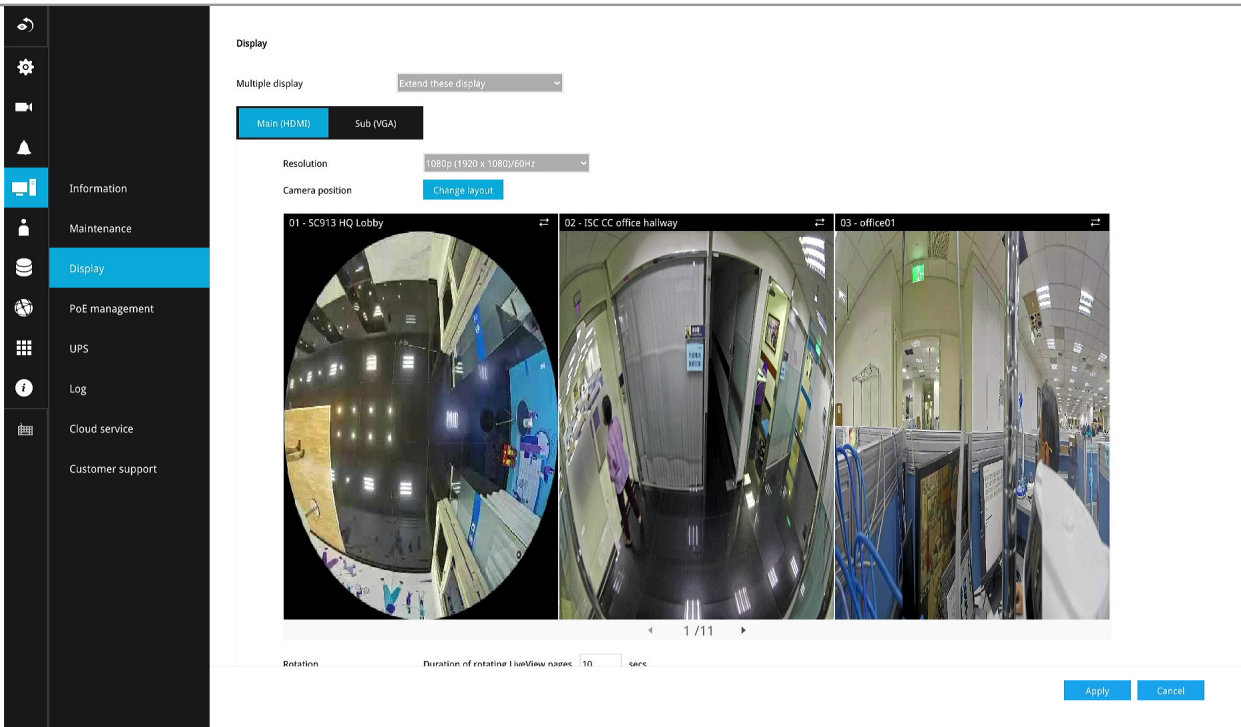 Display
Multiple display Extend these display
Main (HDMI) Sub (VGA)
Resolution 1080p (1920 x 1080)/60Hz
Camera position Change layout
Information
Maintenance
Display
PoE management
UPS
Log
Cloud service
Customer support
01 - SC913 HQ Lobby
02 - ISC CC office hallway
03 - office01
1 /11
Rotation Duration of rotating LiveView pages 10 secs
Apply Cancel